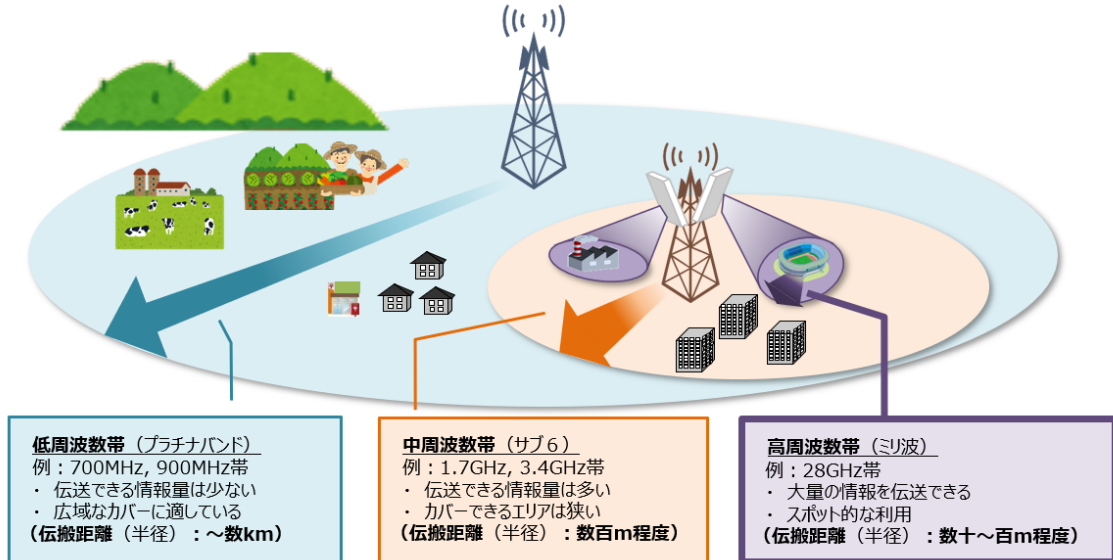 低周波数帯（プラチナバンド）
例：700MHz, 900MHz帯
・ 伝送できる情報量は少ない
・ 広域なカバーに適している
（伝搬距離（半径）：～数km）
中周波数帯（サブ６）
例：1.7GHz, 3.4GHz帯
・ 伝送できる情報量は多い
・ カバーできるエリアは狭い
（伝搬距離（半径）：数百ｍ程度）
高周波数帯（ミリ波）
例：28GHz帯
・ 大量の情報を伝送できる
・ スポット的な利用
（伝搬距離（半径）：数十～百ｍ程度）